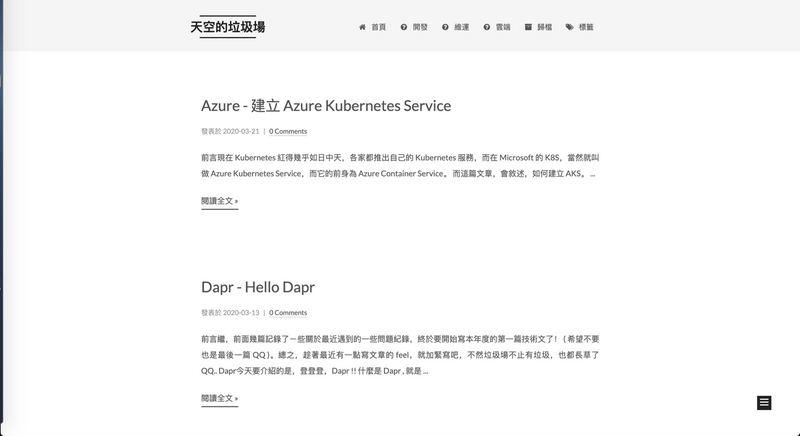 天空的垃圾場
首頁 開發 維運 雲端 歸檔 標籤
Azure - 建立 Azure Kubernetes Service
發表於 2020-03-21 | 0 Comments
前言現在 Kubernetes 紅得幾乎如日中天，各家都推出自己的 Kubernetes 服務，而在 Microsoft 的 K8S，當然就叫
做 Azure Kubernetes Service，而它的前身為 Azure Container Service。 而這篇文章，會敘述，如何建立 AKS。 ...
閱讀全文 »
Dapr - Hello Dapr
發表於 2020-03-13 | 0 Comments
前言繼，前面幾篇記錄了一些關於最近遇到的一些問題紀錄，終於要開始寫本年度的第一篇技術文了！ ( 希望不要
也是最後一篇 QQ )。總之，趁著最近有一點寫文章的 feel，就加緊寫吧，不然垃圾場不止有垃圾，也都長草了
QQ.. Dapr今天要介紹的是，登登登，Dapr !! 什麼是 Dapr , 就是 ...
閱讀全文 »